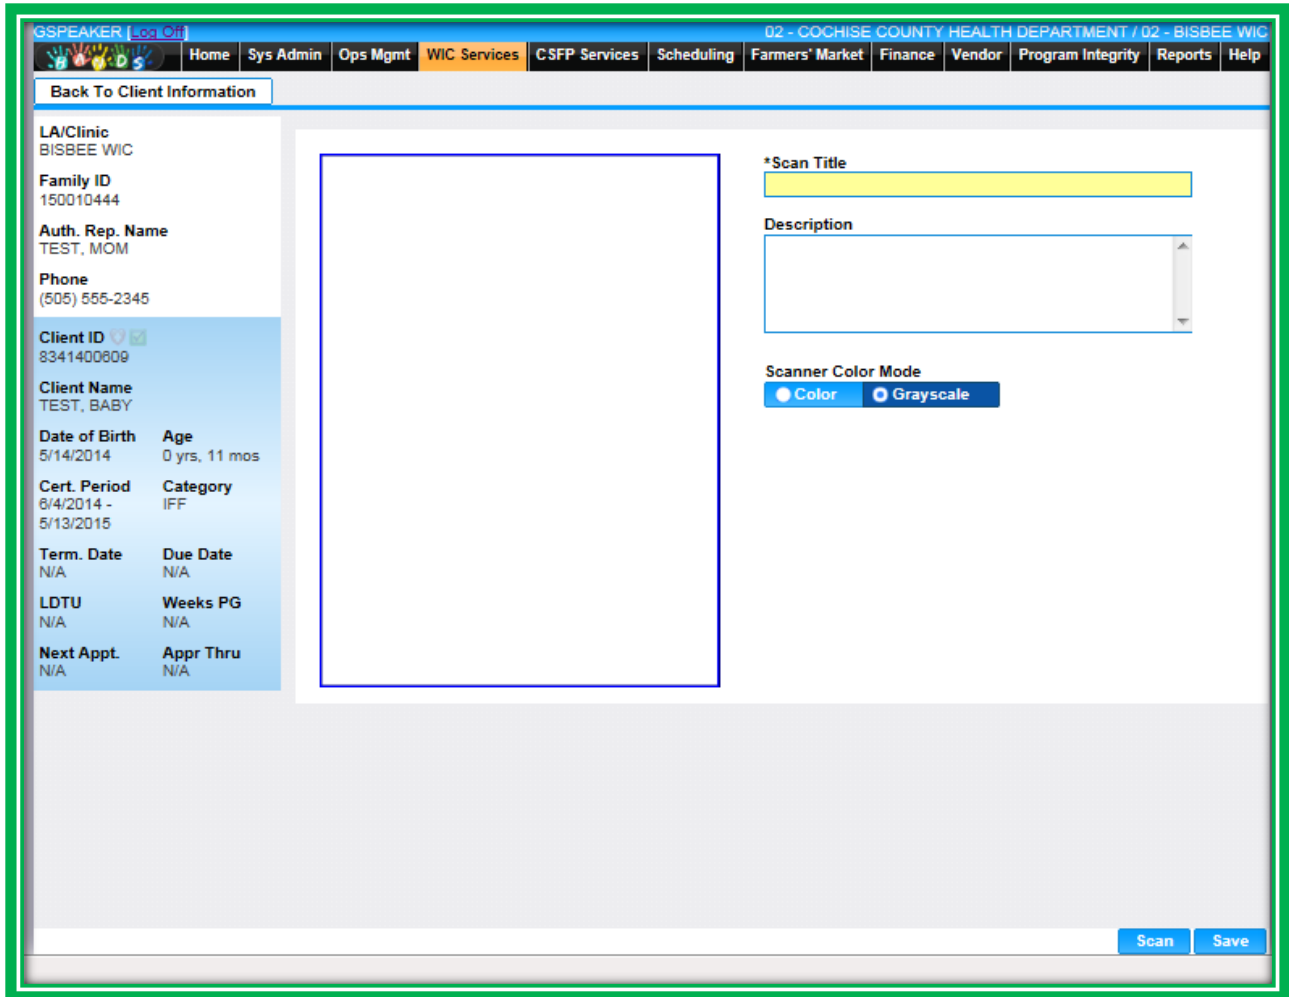 GSPEAKER [Log Off] 02 - COCHISE COUNTY HEALTH DEPARTMENT / 02 - BISBEE WIC
HANDS Home Sys Admin Ops Mgmt WIC Services CSFP Services Scheduling Farmers' Market Finance Vendor Program Integrity Reports Help
Back To Client Information
LA/Clinic
BISBEE WIC
Family ID
150010444
Auth. Rep. Name
TEST, MOM
Phone
(505) 555-2345
Client ID
8341400609
Client Name
TEST, BABY
Date of Birth Age
5/14/2014 0 yrs, 11 mos
Cert. Period Category
6/4/2014 - IFF
5/13/2015
Term. Date Due Date
N/A N/A
LDTU Weeks PG
N/A N/A
Next Appt. Appr Thru
N/A N/A
*Scan Title
Description
Scanner Color Mode
Color Grayscale
Scan Save